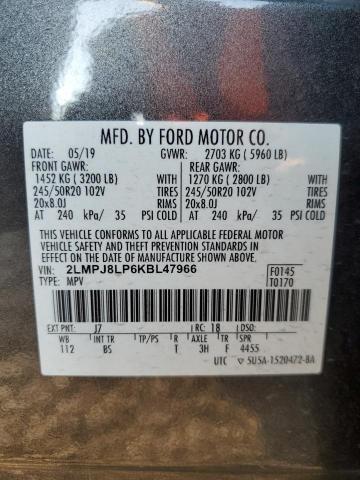 MFD. BY FORD MOTOR CO.
DATE: 05/19 GVWR: 2703 KG ( 5960 LB)
FRONT GAWR: REAR GAWR:
1452 KG ( 3200 LB) WITH 1270 KG ( 2800 LB) WITH
245/50R20 102V TIRES 245/50R20 102V TIRES
20x8.0J RIMS 20x8.0J RIMS
AT 240 kPa/ 35 PSI COLD AT 240 kPa/ 35 PSI COLD
THIS VEHICLE CONFORMS TO ALL APPLICABLE FEDERAL MOTOR
VEHICLE SAFETY AND THEFT PREVENTION STANDARDS IN
EFFECT ON THE DATE OF MANUFACTURE SHOWN ABOVE.
VIN: 2LMPJ8LP6KBL47966 F0145
TYPE: MPV T0170
EXT PNT: J7 RC: 18 DSO:
WB INT TR TP/PS R AXLE TR SPR
112 BS T 3H F 4455
UTC ▽ 5U5A-1520472-BA